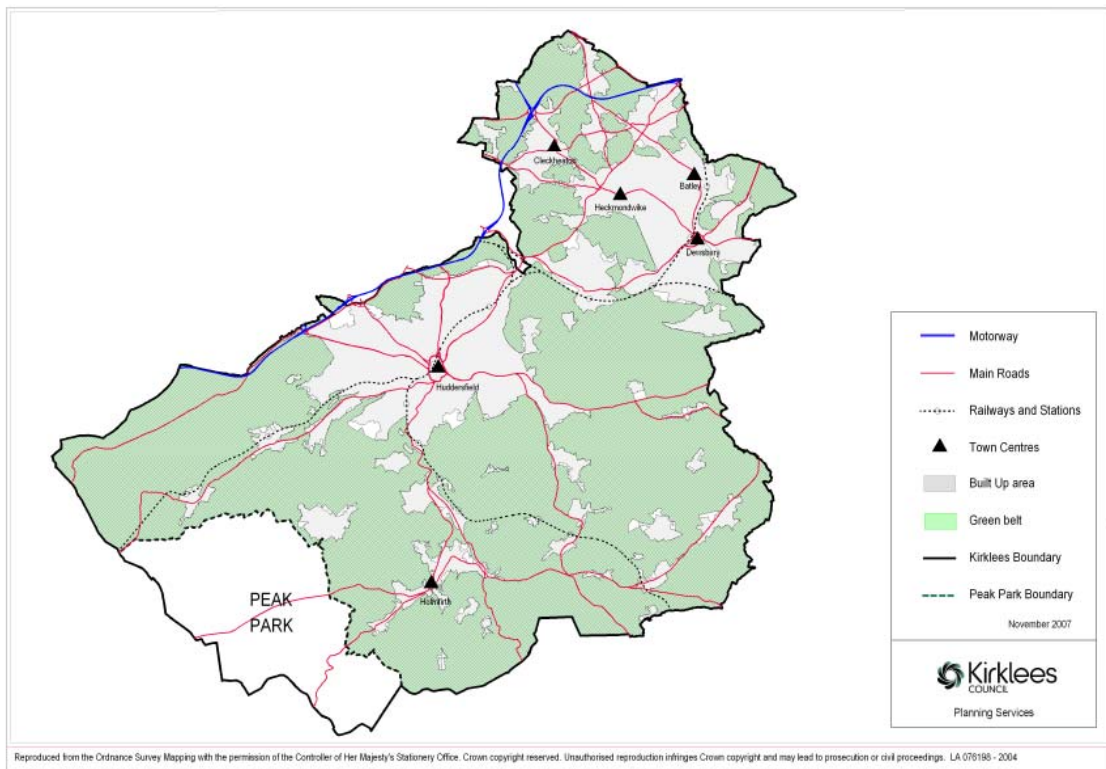 Cleckheaton
Batley
Heckmondwike
Dewsbury
Huddersfield
Holmfirth
PEAK
PARK
Motorway
Main Roads
Railways and Stations
Town Centres
Built Up area
Green belt
Kirklees Boundary
Peak Park Boundary
November 2007
Kirklees
COUNCIL
Planning Services
Reproduced from the Ordnance Survey Mapping with the permission of the Controller of Her Majesty's Stationery Office. Crown copyright reserved. Unauthorised reproduction infringes Crown copyright and may lead to prosecution or civil proceedings. LA 076198 - 2004